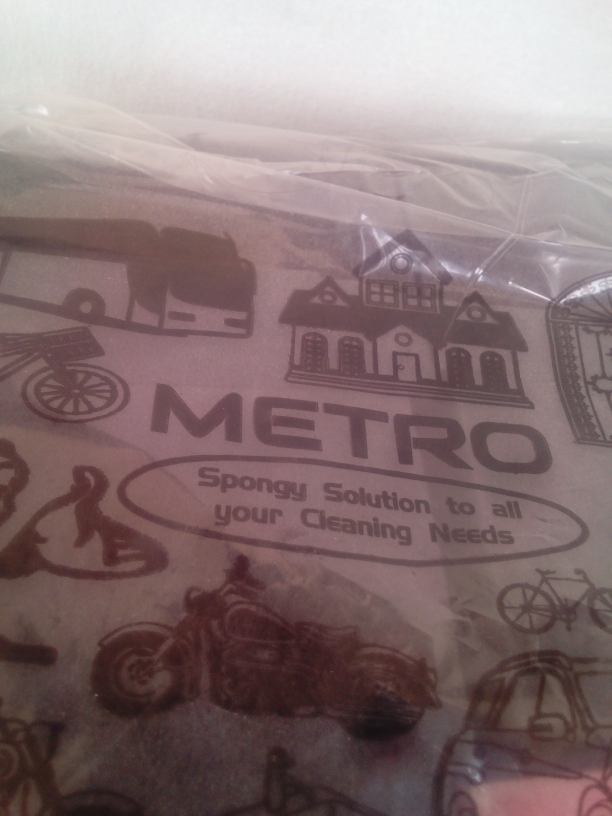 METRO
Spongy Solution to all
your Cleaning Needs